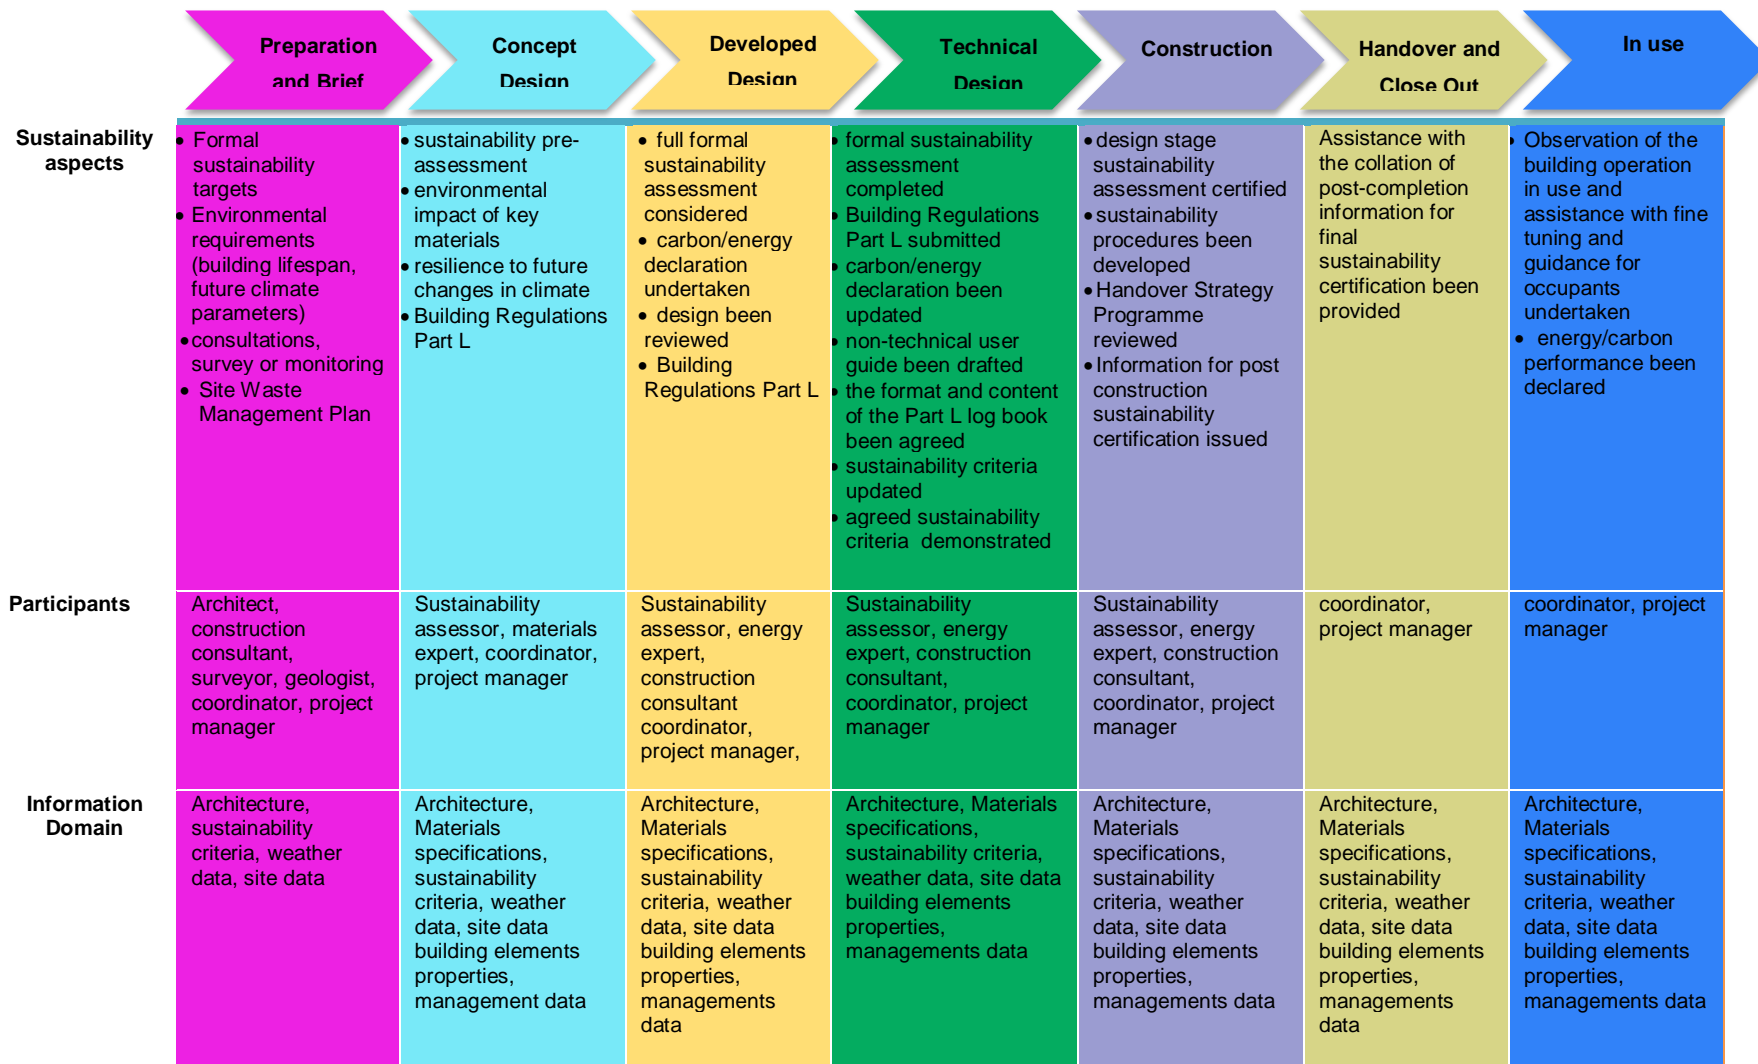 Preparation
and Brief
Concept
Design
Developed
Design
Technical
Design
Construction
Handover and
Close Out
In use
Sustainability
aspects
• Formal
sustainability
targets
• Environmental
requirements
(building lifespan,
future climate
parameters)
• consultations,
survey or monitoring
• Site Waste
Management Plan
• sustainability pre-
assessment
• environmental
impact of key
materials
• resilience to future
changes in climate
• Building Regulations
Part L
• full formal
sustainability
assessment
considered
• carbon/energy
declaration
undertaken
• design been
reviewed
• Building
Regulations Part L
• formal sustainability
assessment
completed
• Building Regulations
Part L submitted
• carbon/energy
declaration been
updated
• non-technical user
guide been drafted
• the format and content
of the Part L log book
been agreed
• sustainability criteria
updated
• agreed sustainability
criteria demonstrated
• design stage
sustainability
assessment certified
• sustainability
procedures been
developed
• Handover Strategy
Programme
reviewed
• Information for post
construction
sustainability
certification issued
Assistance with
the collation of
post-completion
information for
final
sustainability
certification been
provided
• Observation of the
building operation
in use and
assistance with fine
tuning and
guidance for
occupants
undertaken
• energy/carbon
performance been
declared
Participants
Architect,
construction
consultant,
surveyor, geologist,
coordinator, project
manager
Sustainability
assessor, materials
expert, coordinator,
project manager
Sustainability
assessor, energy
expert,
construction
consultant
coordinator,
project manager,
Sustainability
assessor, energy
expert, construction
consultant,
coordinator, project
manager
Sustainability
assessor, energy
expert, construction
consultant,
coordinator, project
manager
coordinator,
project manager
coordinator, project
manager
Information
Domain
Architecture,
sustainability
criteria, weather
data, site data
Architecture,
Materials
specifications,
sustainability
criteria, weather
data, site data
building elements
properties,
management data
Architecture,
Materials
specifications,
sustainability
criteria, weather
data, site data
building elements
properties,
managements
data
Architecture, Materials
specifications,
sustainability criteria,
weather data, site data
building elements
properties,
managements data
Architecture,
Materials
specifications,
sustainability
criteria, weather
data, site data
building elements
properties,
managements data
Architecture,
Materials
specifications,
sustainability
criteria, weather
data, site data
building elements
properties,
managements
data
Architecture,
Materials
specifications,
sustainability
criteria, weather
data, site data
building elements
properties,
managements data